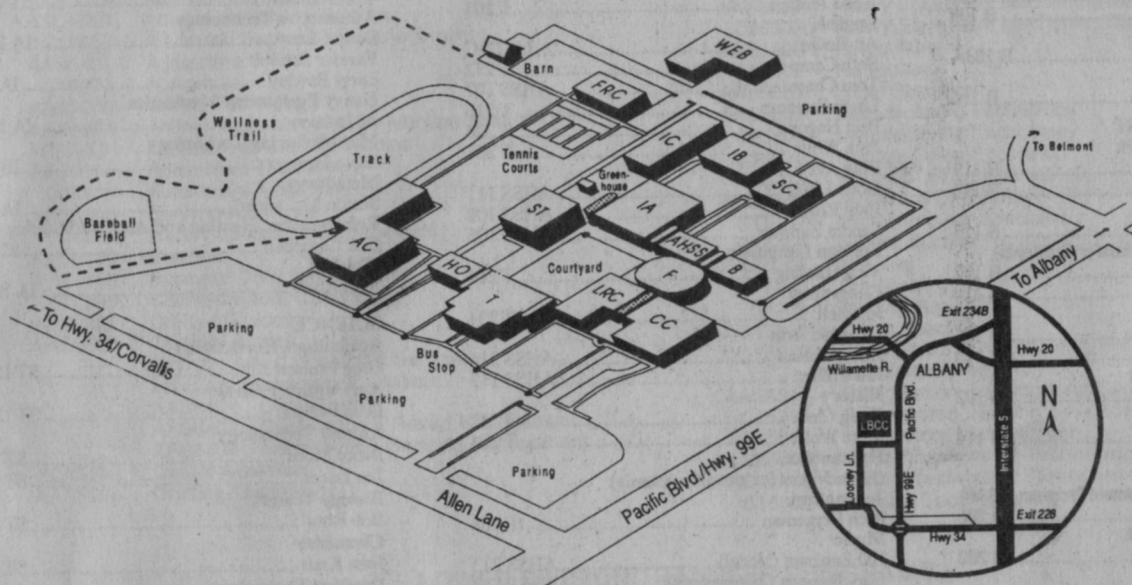 WEB
Barn
FRC
Parking
Wellness
Trail
Track
Tennis
Courts
IC
IB
To Belmont
Green-
house
SC
ST
IA
Baseball
Field
AC
AHSS
HO
Courtyard
F
B
To Albany
T
LRC
CC
To Hwy. 34/Corvallis
Parking
Bus
Stop
Parking
Parking
Allen Lane
Pacific Blvd./Hwy. 99E
Exit 234B
Hwy 20
Willamette R.
ALBANY
Hwy 20
Pacific Blvd.
N
LBCC
Interstate 5
Looney Ln.
Hwy 99E
Exit 228
Hwy 34